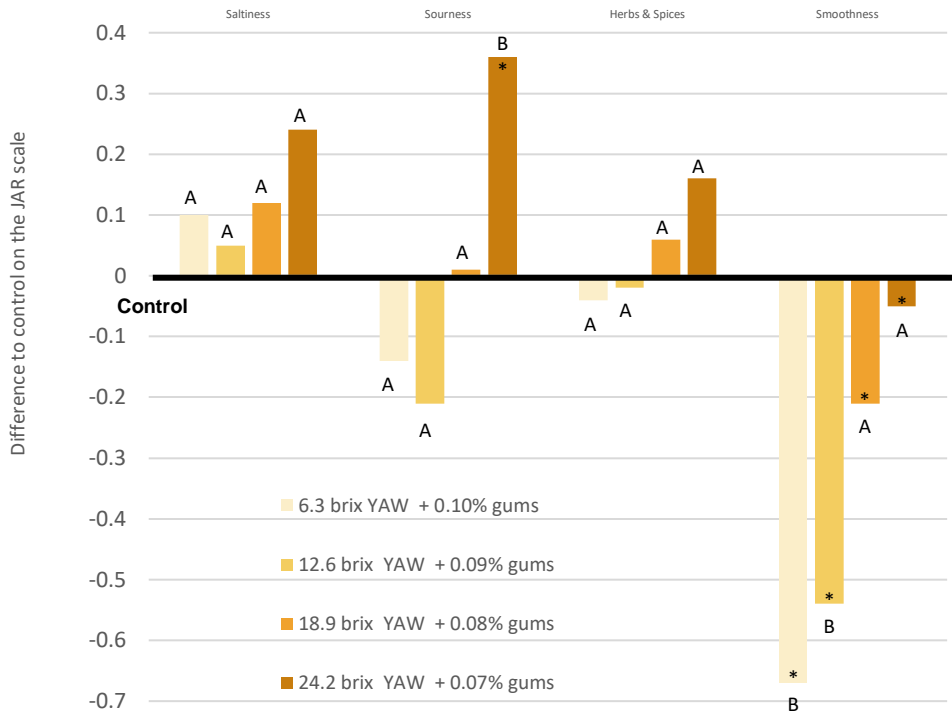 Saltiness Sourness Herbs & Spices Smoothness
Difference to control on the JAR scale
0.4
0.3
0.2
0.1
0
-0.1
-0.2
-0.3
-0.4
-0.5
-0.6
-0.7
Control
A A A A
A A A B *
A A A A
* B * B * A * A
6.3 brix YAW + 0.10% gums
12.6 brix YAW + 0.09% gums
18.9 brix YAW + 0.08% gums
24.2 brix YAW + 0.07% gums